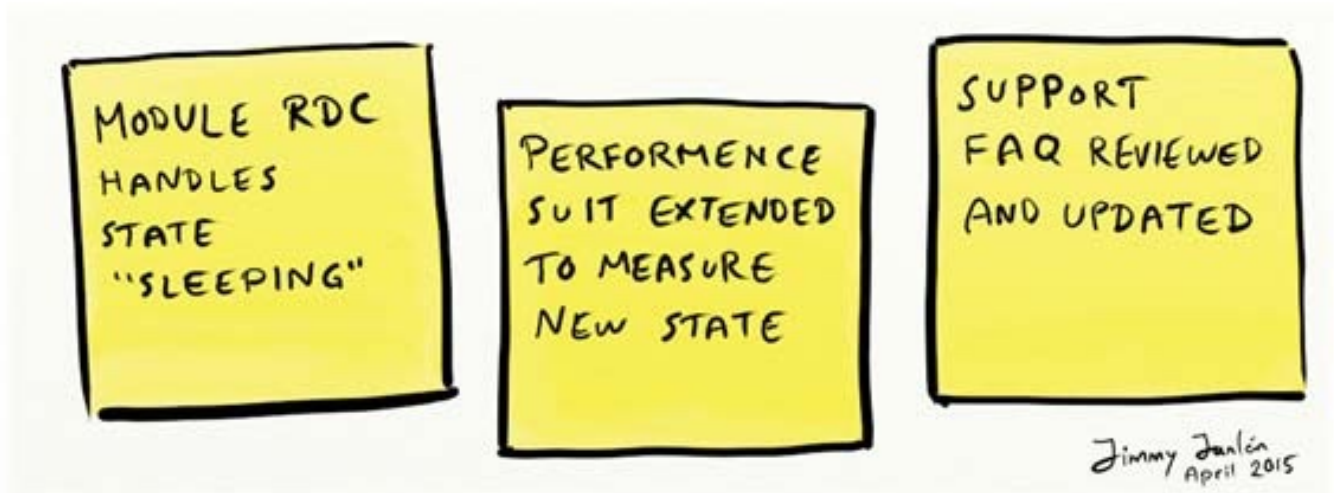 MODULE RDC
HANDLES
STATE
"SLEEPING"
PERFORMENCE
SUIT EXTENDED
TO MEASURE
NEW STATE
SUPPORT
FAQ REVIEWED
AND UPDATED
Jimmy Janlén
April 2015